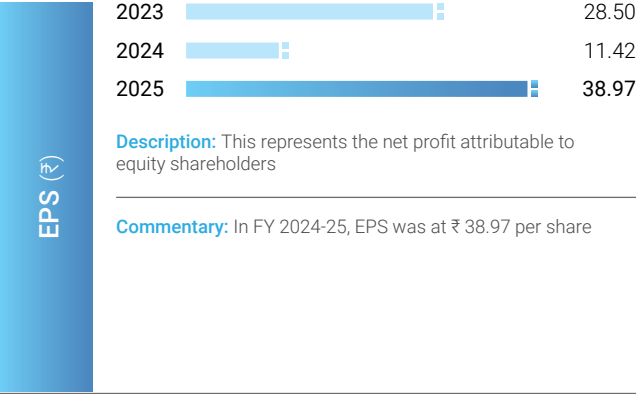 2023 28.50
2024 11.42
2025 38.97
EPS (₹)
Description: This represents the net profit attributable to
equity shareholders
Commentary: In FY 2024-25, EPS was at ₹ 38.97 per share